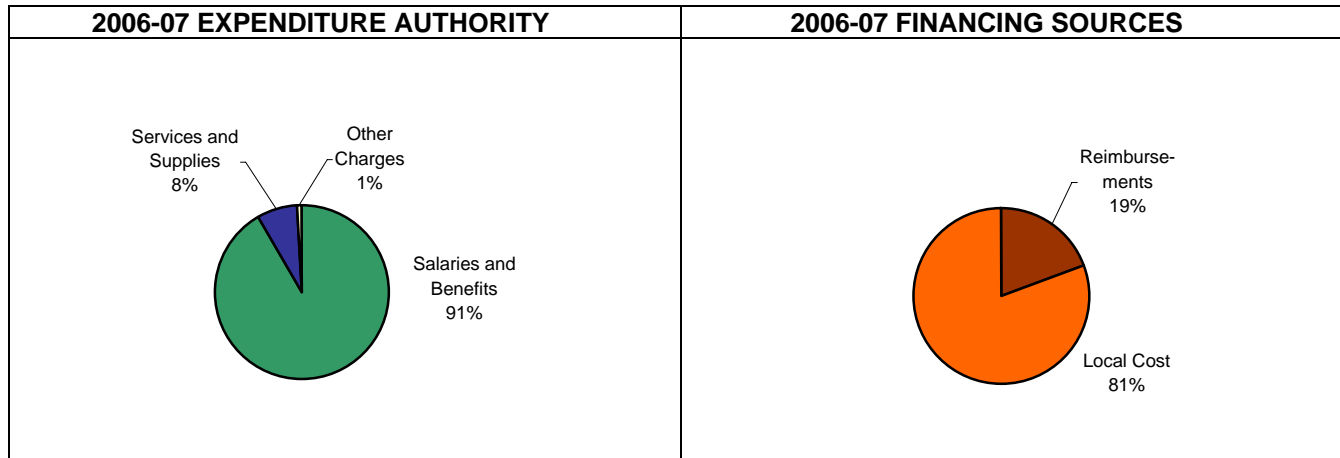 2006-07 EXPENDITURE AUTHORITY
Services and
Supplies
8%
Other
Charges
1%
Salaries and
Benefits
91%
2006-07 FINANCING SOURCES
Reimburse-
ments
19%
Local Cost
81%